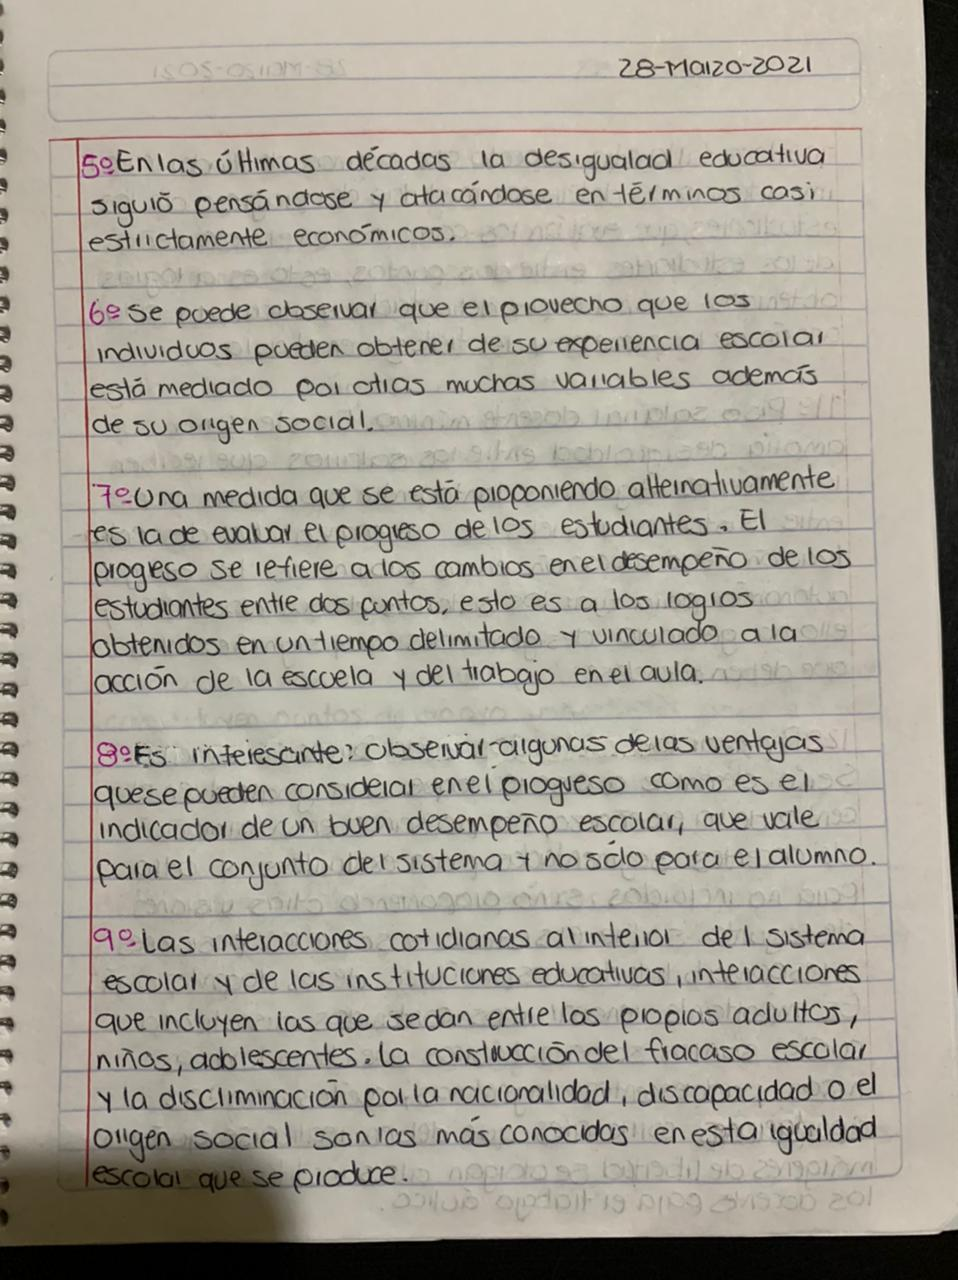 28-Marzo-2021
5º En las últimas décadas la desigualad educativa
siguió pensándose y atacándose en términos casi
estrictamente económicos.
6º Se puede observar que el provecho que los
individuos pueden obtener de su experiencia escolar
está mediado por otras muchas variables además
de su origen social.
7º Una medida que se está proponiendo alternativamente
es la de evaluar el progreso de los estudiantes. El
progreso se refiere a los cambios en el desempeño de los
estudiantes entre dos puntos, esto es a los logros
obtenidos en un tiempo delimitado y vinculado a la
acción de la escuela y del trabajo en el aula.
8º Es interesante: observar algunas de las ventajas
que se pueden considerar en el progreso como es el
indicador de un buen desempeño escolar, que vale
para el conjunto del sistema y no sólo para el alumno.
9º Las interacciones cotidianas al interior del sistema
escolar y de las instituciones educativas, interacciones
que incluyen las que se dan entre los propios adultos,
niños, adolescentes. La construcción del fracaso escolar
y la discriminación por la nacionalidad, discapacidad o el
origen social son las más conocidas en esta igualdad
escolar que se produce.